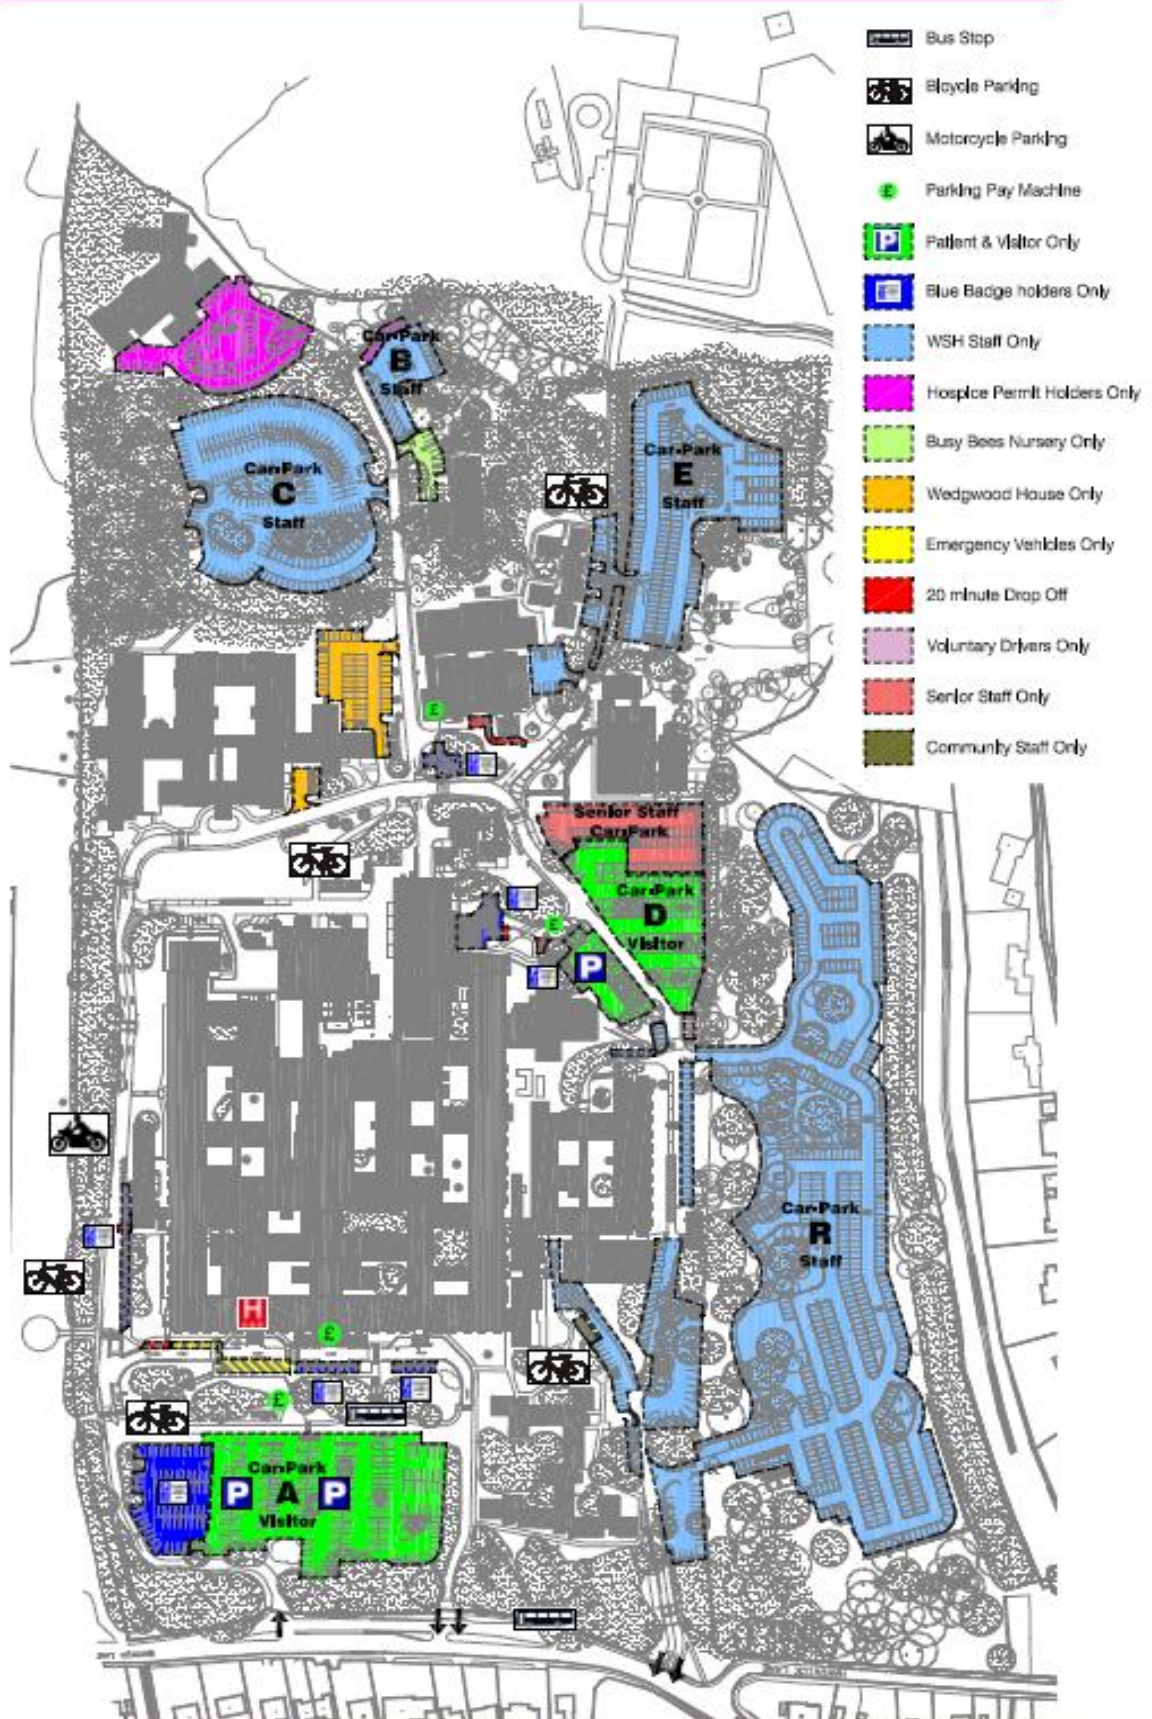 Bus Stop
Bicycle Parking
Motorcycle Parking
£
Parking Pay Machine
P
Patient & Visitor Only
Blue Badge holders Only
WSH Staff Only
Hospice Permit Holders Only
Busy Bees Nursery Only
Wedgwood House Only
Emergency Vehicles Only
20 minute Drop Off
Voluntary Drivers Only
Senior Staff Only
Community Staff Only
Car•Park
B
Staff
Car•Park
E
Staff
Car•Park
C
Staff
£
Senior Staff
Car•Park
Car•Park
D
Visitor
£
P
Car•Park
R
Staff
H
£
£
Car•Park
P
A
P
Visitor